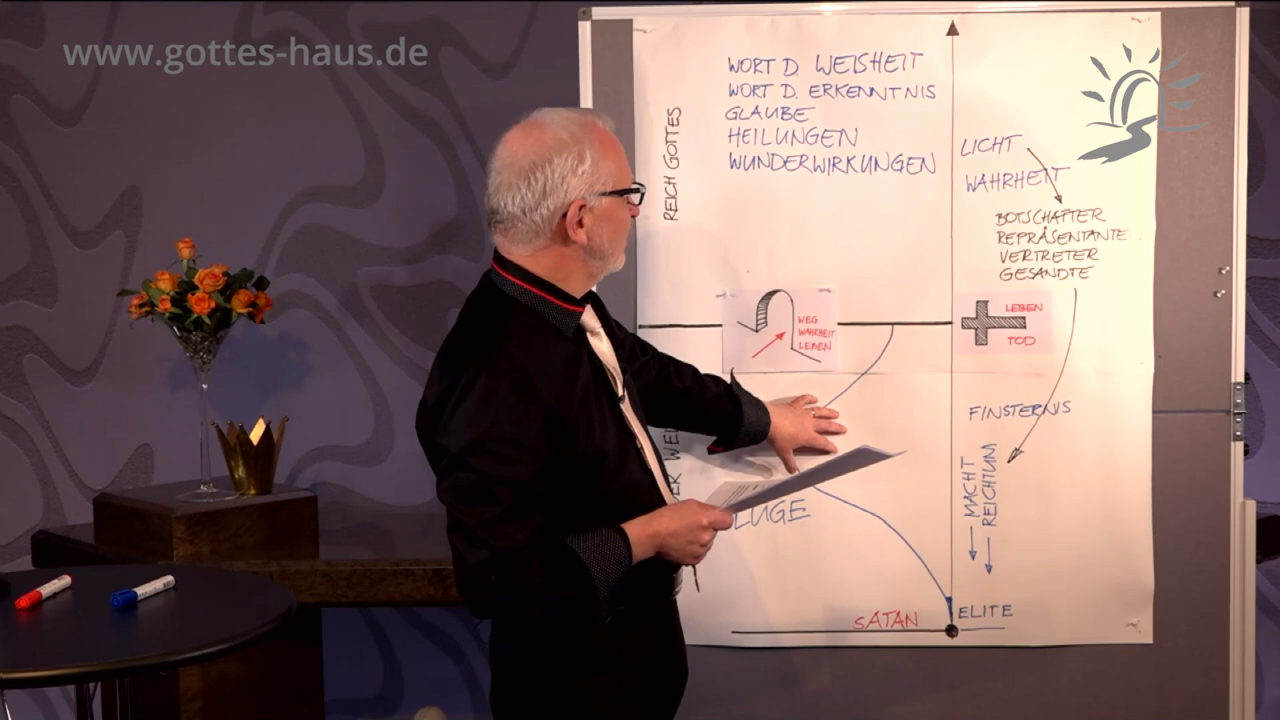 www.gottes-haus.de
REICH GOTTES
WORT D. WEISHEIT
WORT D. ERKENNTNIS
GLAUBE
HEILUNGEN
WUNDERWIRKUNGEN
LICHT
WAHRHEIT
BOTSCHAFTER
REPRÄSENTANTE
VERTRETER
GESANDTE
WEG
WAHRHEIT
LEBEN
LEBEN
TOD
FINSTERNIS
MACHT
REICHTUM
LÜGE
SATAN
ELITE